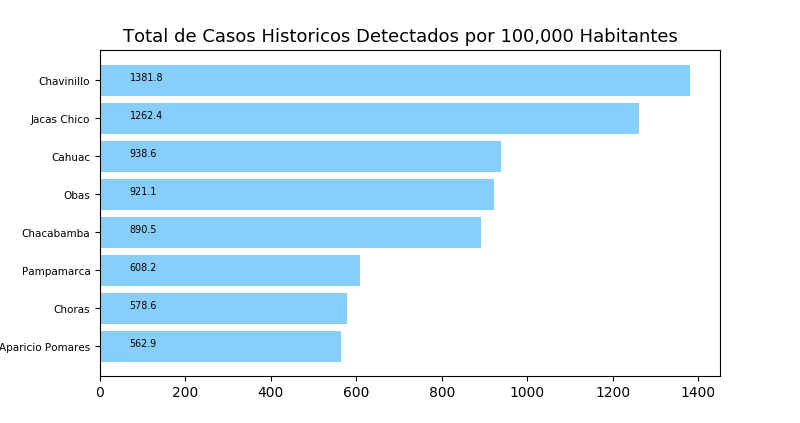 Total de Casos Historicos Detectados por 100,000 Habitantes
Chavinillo 1381.8
Jacas Chico 1262.4
Cahuac 938.6
Obas 921.1
Chacabamba 890.5
Pampamarca 608.2
Choras 578.6
Aparicio Pomares 562.9
0 200 400 600 800 1000 1200 1400